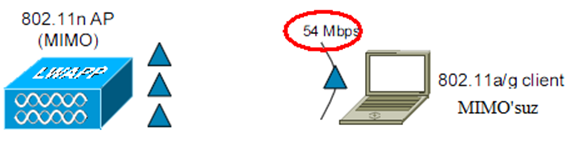 802.11n AP
(MIMO)
LWAPP
54 Mbps
802.11a/g client
MIMO'suz